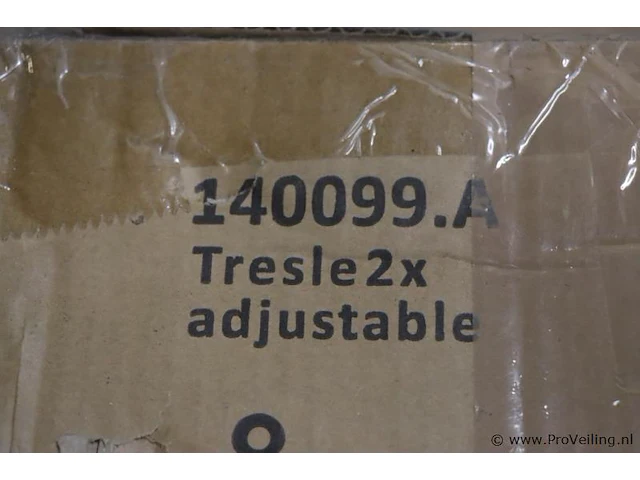 140099.A
Tresle2x
adjustable
© www.ProVeiling.nl